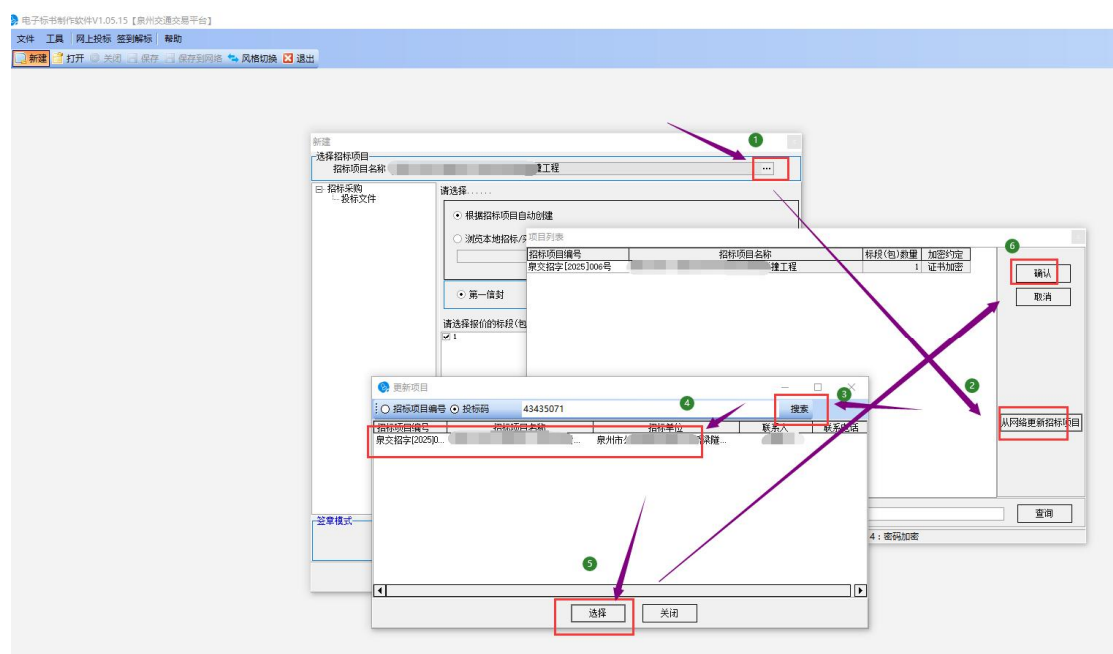 电子标书制作软件V1.05.15【泉州交通交易平台】
文件 工具 网上投标 签到解标 帮助
新建 打开 关闭 保存 保存到网络 风格切换 退出
新建
1
选择招标项目
招标项目名称 工程 ...
招标采购
投标文件
请选择......
根据招标项目自动创建
浏览本地招标/
第一信封
请选择报价的标段(包
1
签章模式
项目列表
6
招标项目编号 招标项目名称 标段(包)数量 加密约定
泉交招字[2025]006号 建工程 1 证书加密
确认
取消
2
从网络更新招标项目
查询
4：密码加密
更新项目
3
招标项目编号 投标码 43435071 4 搜索
招标项目编号 招标项目名称 招标单位 联系人 联系电话
泉交招字[2025]0... ... 泉州市 梁隧...
5
选择 关闭